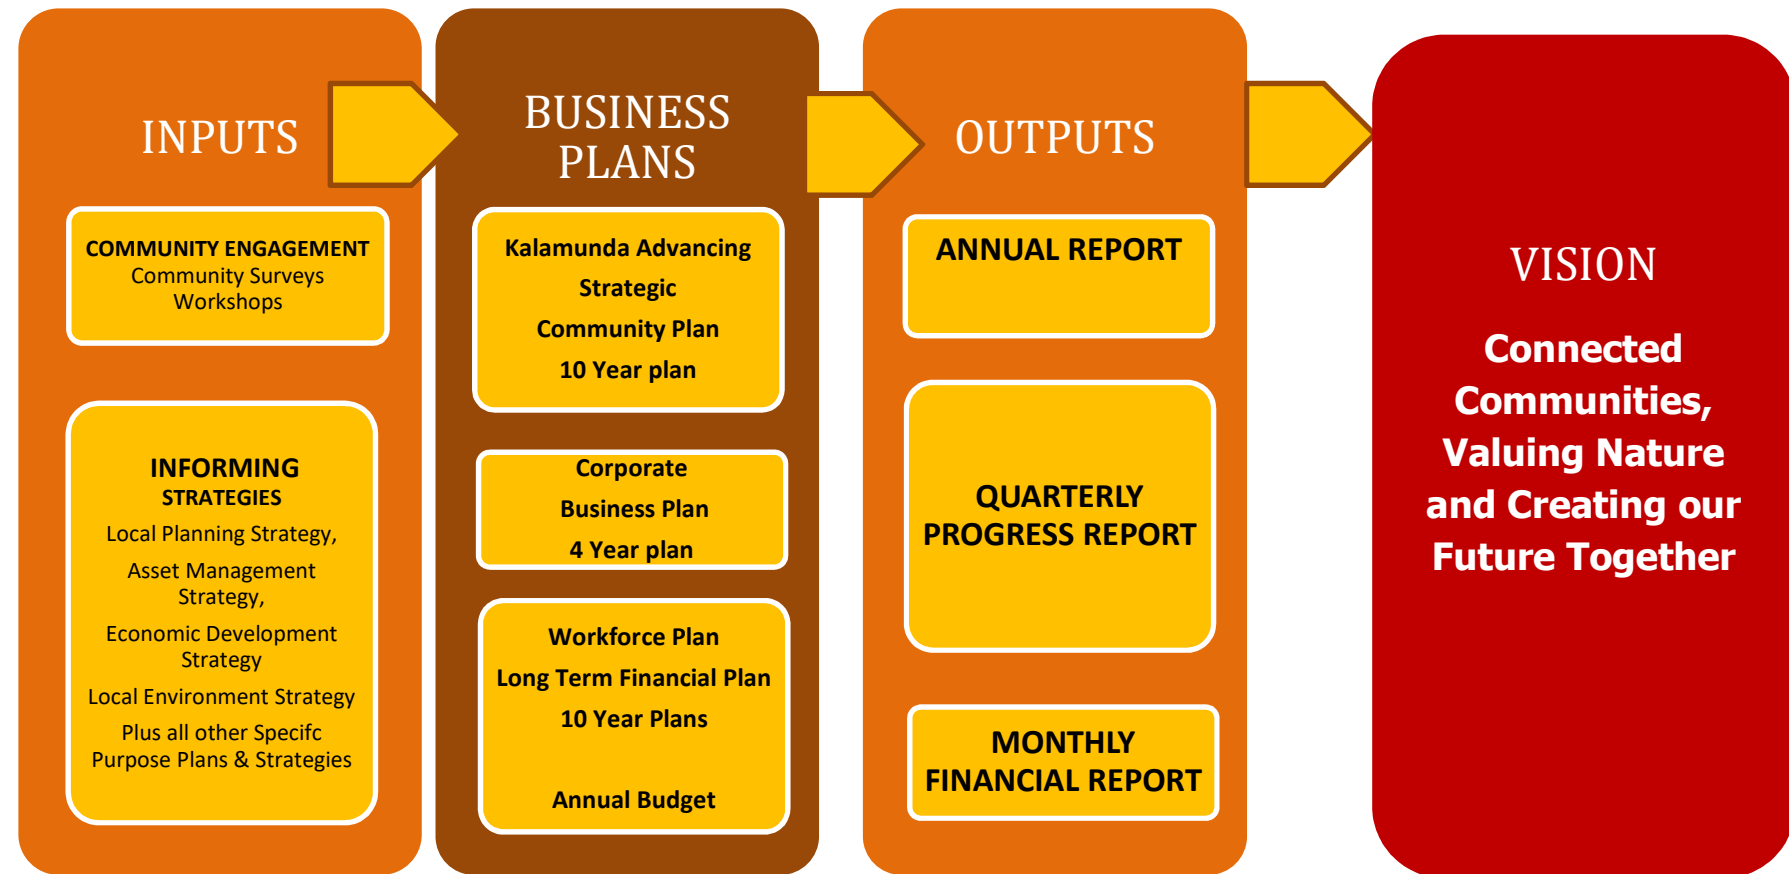 INPUTS
COMMUNITY ENGAGEMENT
Community Surveys
Workshops
INFORMING
STRATEGIES
Local Planning Strategy,
Asset Management
Strategy,
Economic Development
Strategy
Local Environment Strategy
Plus all other Specifc
Purpose Plans & Strategies
BUSINESS
PLANS
Kalamunda Advancing
Strategic
Community Plan
10 Year plan
Corporate
Business Plan
4 Year plan
Workforce Plan
Long Term Financial Plan
10 Year Plans
Annual Budget
OUTPUTS
ANNUAL REPORT
QUARTERLY
PROGRESS REPORT
MONTHLY
FINANCIAL REPORT
VISION
Connected
Communities,
Valuing Nature
and Creating our
Future Together